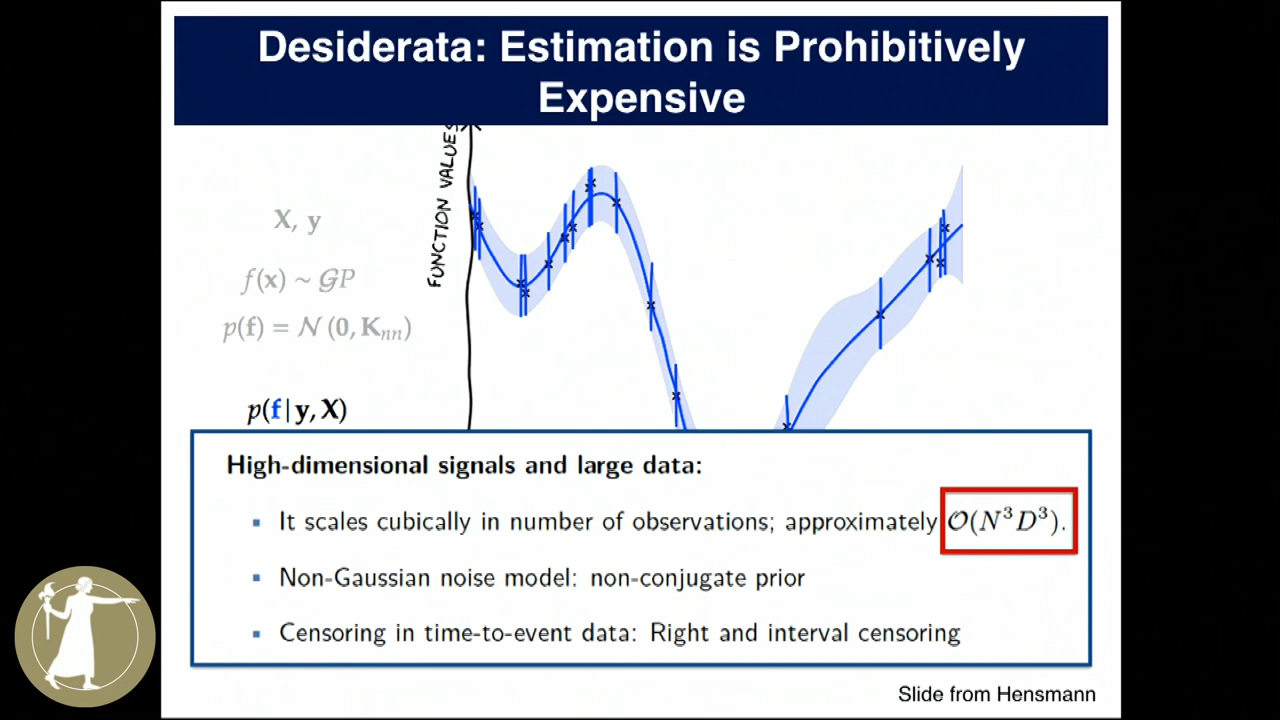 Desiderata: Estimation is Prohibitively
Expensive
FUNCTION VALUES
X, y
f(x) ∼ 𝒢P
p(f) = 𝒩 (0, Kₙₙ)
p(f | y, X)
High-dimensional signals and large data:
▪ It scales cubically in number of observations; approximately 𝒪(N³D³).
▪ Non-Gaussian noise model: non-conjugate prior
▪ Censoring in time-to-event data: Right and interval censoring
Slide from Hensmann